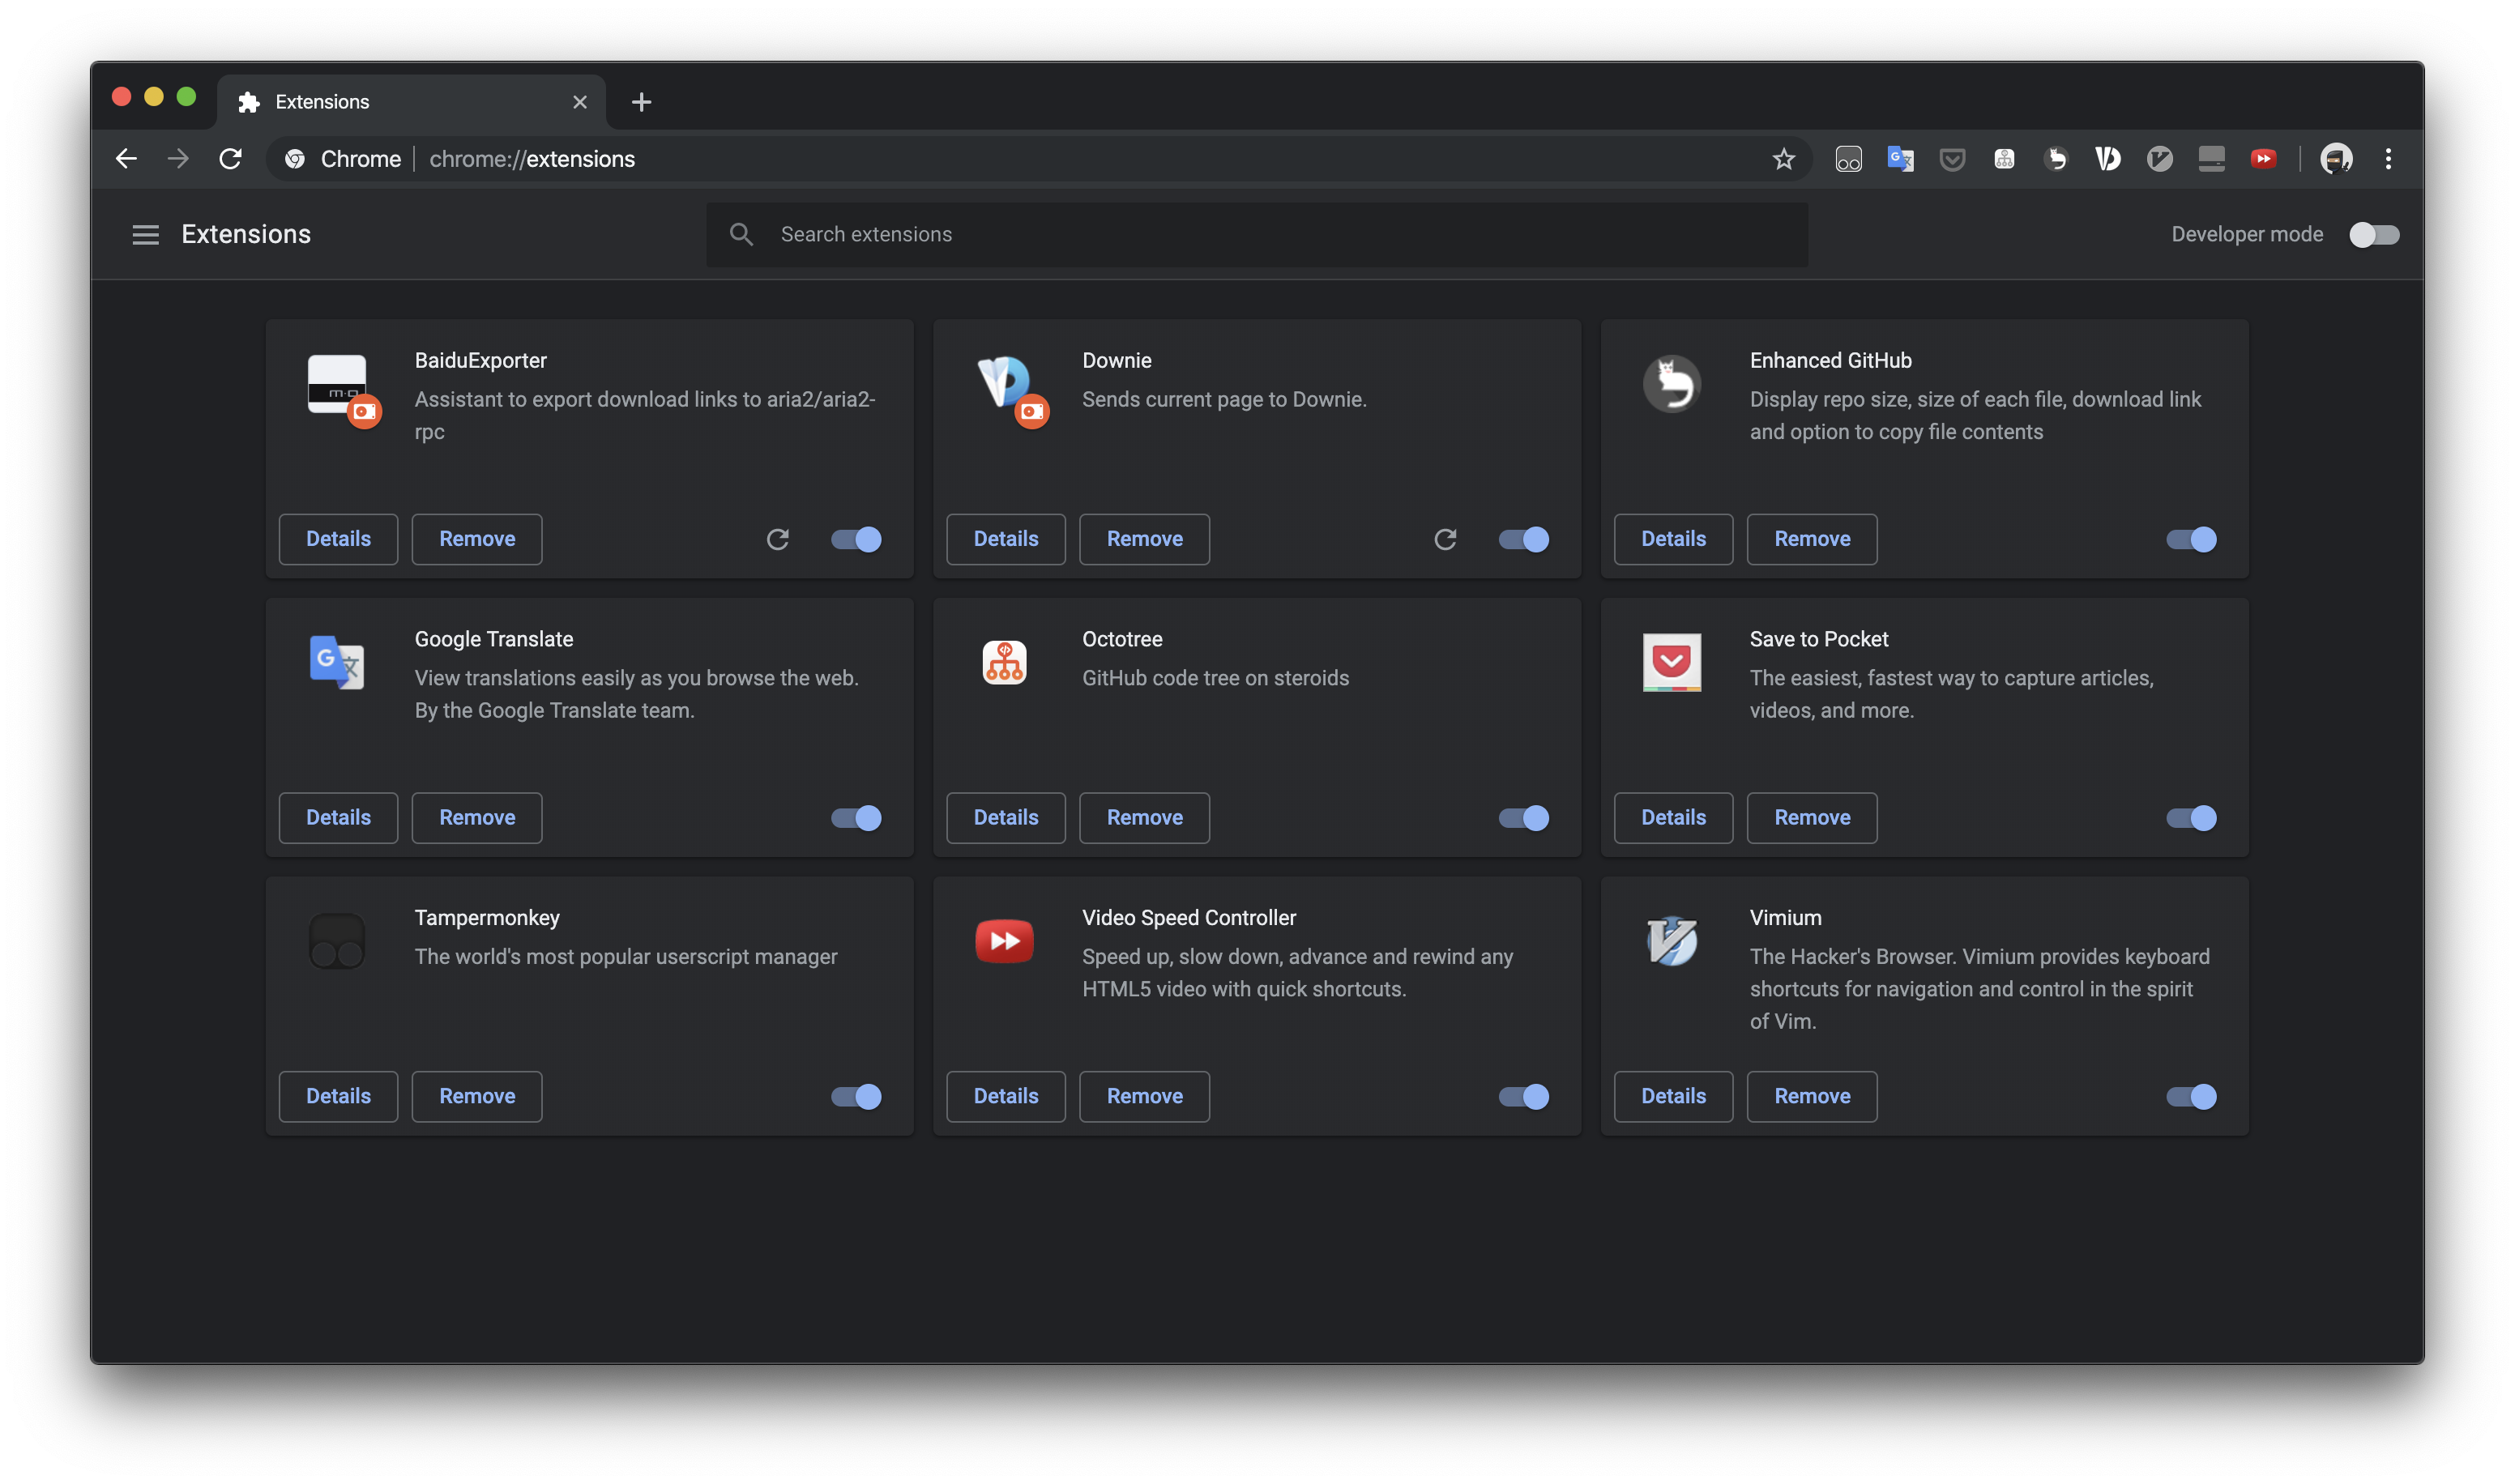 Extensions
Chrome | chrome://extensions
Extensions
Search extensions
Developer mode
BaiduExporter
Assistant to export download links to aria2/aria2-
rpc
Details
Remove
Downie
Sends current page to Downie.
Details
Remove
Enhanced GitHub
Display repo size, size of each file, download link
and option to copy file contents
Details
Remove
Google Translate
View translations easily as you browse the web.
By the Google Translate team.
Details
Remove
Octotree
GitHub code tree on steroids
Details
Remove
Save to Pocket
The easiest, fastest way to capture articles,
videos, and more.
Details
Remove
Tampermonkey
The world's most popular userscript manager
Details
Remove
Video Speed Controller
Speed up, slow down, advance and rewind any
HTML5 video with quick shortcuts.
Details
Remove
Vimium
The Hacker's Browser. Vimium provides keyboard
shortcuts for navigation and control in the spirit
of Vim.
Details
Remove